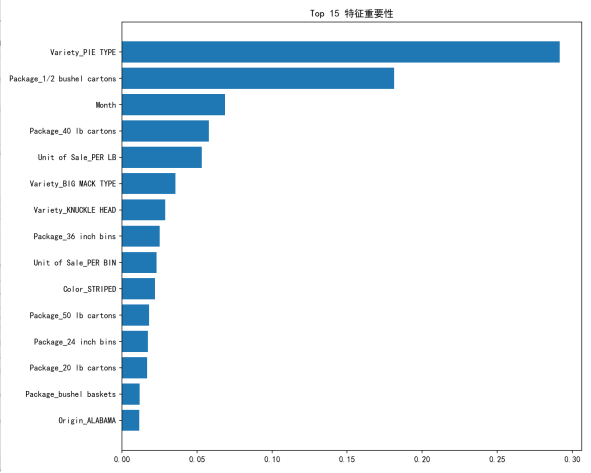 Top 15 特征重要性
Variety_PIE TYPE
Package_1/2 bushel cartons
Month
Package_40 lb cartons
Unit of Sale_PER LB
Variety_BIG MACK TYPE
Variety_KNUCKLE HEAD
Package_36 inch bins
Unit of Sale_PER BIN
Color_STRIPED
Package_50 lb cartons
Package_24 inch bins
Package_20 lb cartons
Package_bushel baskets
Origin_ALABAMA
0.00 0.05 0.10 0.15 0.20 0.25 0.30